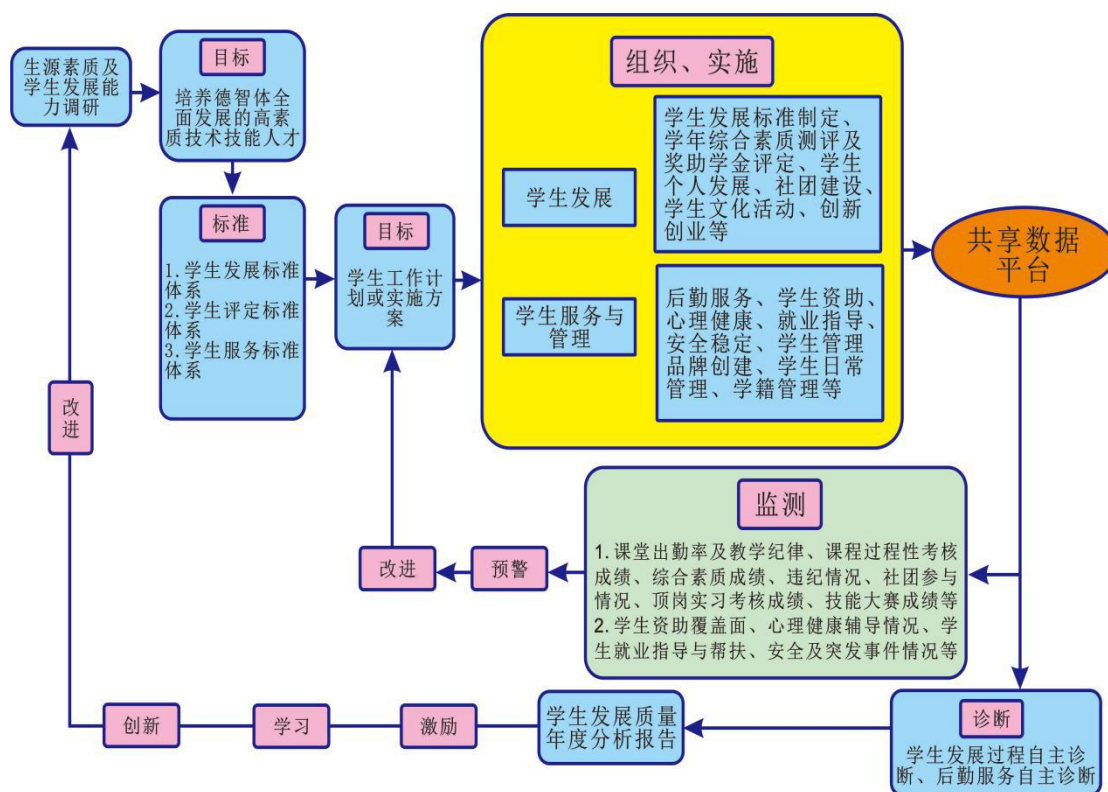 生源素质及
学生发展能
力调研
目标
培养德智体全
面发展的高素
质技术技能人才
标准
1.学生发展标准
体系
2.学生评定标准
体系
3.学生服务标准
体系
目标
学生工作计
划或实施方
案
组织、实施
学生发展
学生发展标准制定、
学年综合素质测评及
奖助学金评定、学生
个人发展、社团建设、
学生文化活动、创新
创业等
学生服务与
管理
后勤服务、学生资助、
心理健康、就业指导、
安全稳定、学生管理
品牌创建、学生日常
管理、学籍管理等
共享数据
平台
监测
1.课堂出勤率及教学纪律、课程过程性考核
成绩、综合素质成绩、违纪情况、社团参与
情况、顶岗实习考核成绩、技能大赛成绩等
2.学生资助覆盖面、心理健康辅导情况、学
生就业指导与帮扶、安全及突发事件情况等
预警
改进
诊断
学生发展过程自主诊
断、后勤服务自主诊断
学生发展质量
年度分析报告
激励
学习
创新
改
进